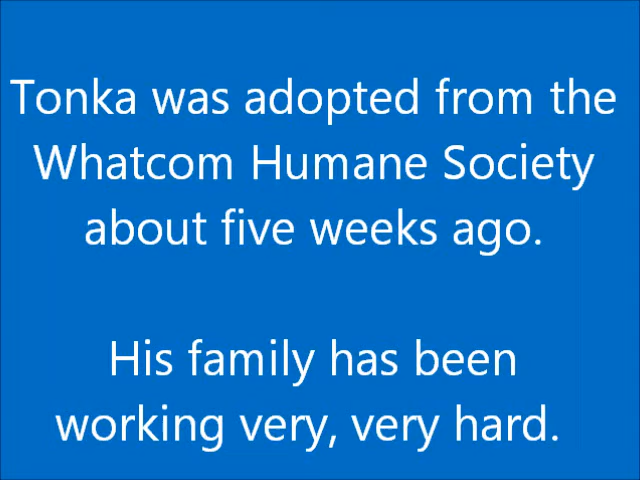 Tonka was adopted from the
Whatcom Humane Society
about five weeks ago.
His family has been
working very, very hard.